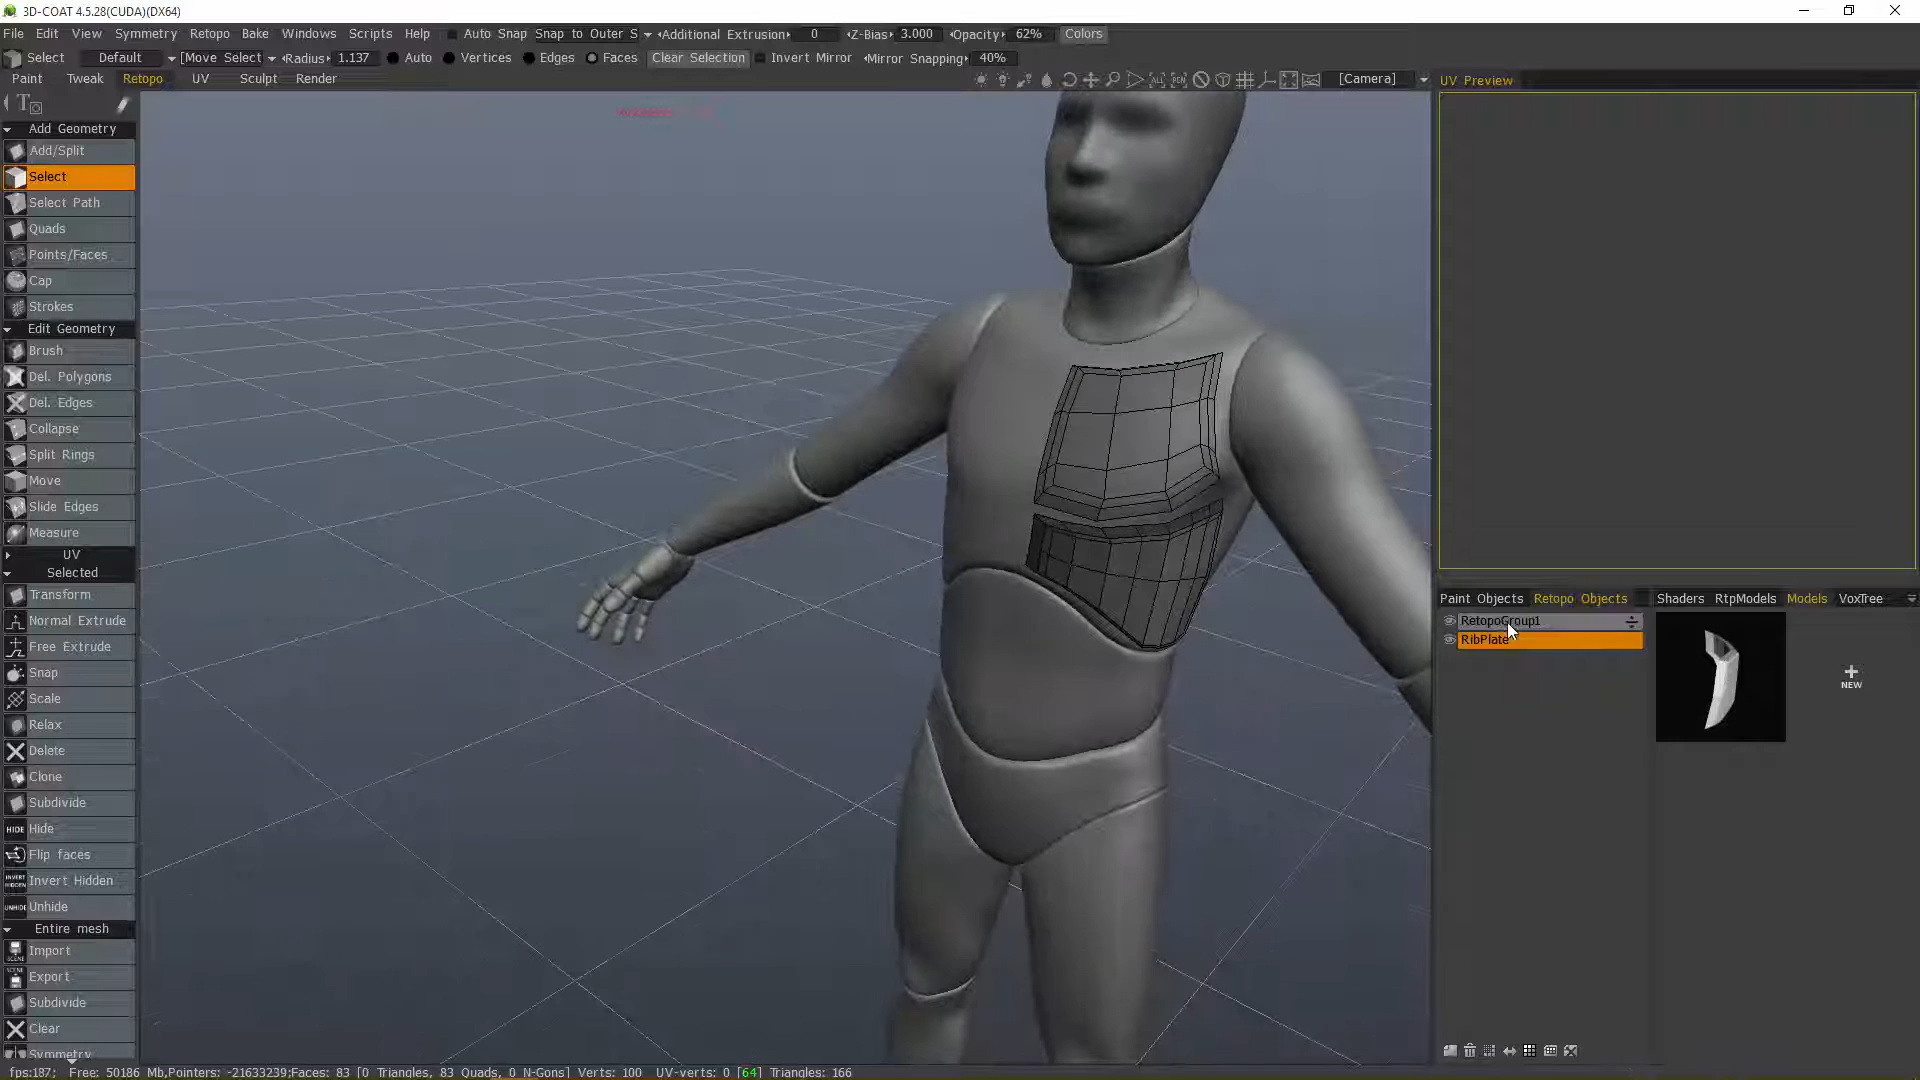 3D-COAT 4.5.28(CUDA)(DX64)
File Edit View Symmetry Retopo Bake Windows Scripts Help Auto Snap Snap to Outer S Additional Extrusion 0 Z-Bias 3.000 Opacity 62% Colors
Select Default [Move Select Radius 1.137 Auto Vertices Edges Faces Clear Selection Invert Mirror Mirror Snapping 40%
Paint Tweak Retopo UV Sculpt Render [Camera] UV Preview
Add Geometry
Add/Split
Select
Select Path
Quads
Points/Faces
Cap
Strokes
Edit Geometry
Brush
Del. Polygons
Del. Edges
Collapse
Split Rings
Move
Slide Edges
Measure
UV
Selected
Transform
Normal Extrude
Free Extrude
Snap
Scale
Relax
Delete
Clone
Subdivide
HIDE Hide
Flip faces
INVERT HIDDEN Invert Hidden
UNHIDE Unhide
Entire mesh
Import
Export
Subdivide
Clear
Symmetry
Paint Objects Retopo Objects Shaders RtpModels Models VoxTree
RetopoGroup1
RibPlate
NEW
fps:187; Free: 50186 Mb,Pointers: -21633239;Faces: 83 [0 Triangles, 83 Quads, 0 N-Gons] Verts: 100 UV-verts: 0 [64] Triangles: 166